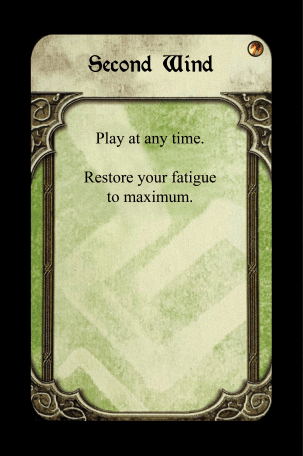 Second Wind
Play at any time.
Restore your fatigue
to maximum.